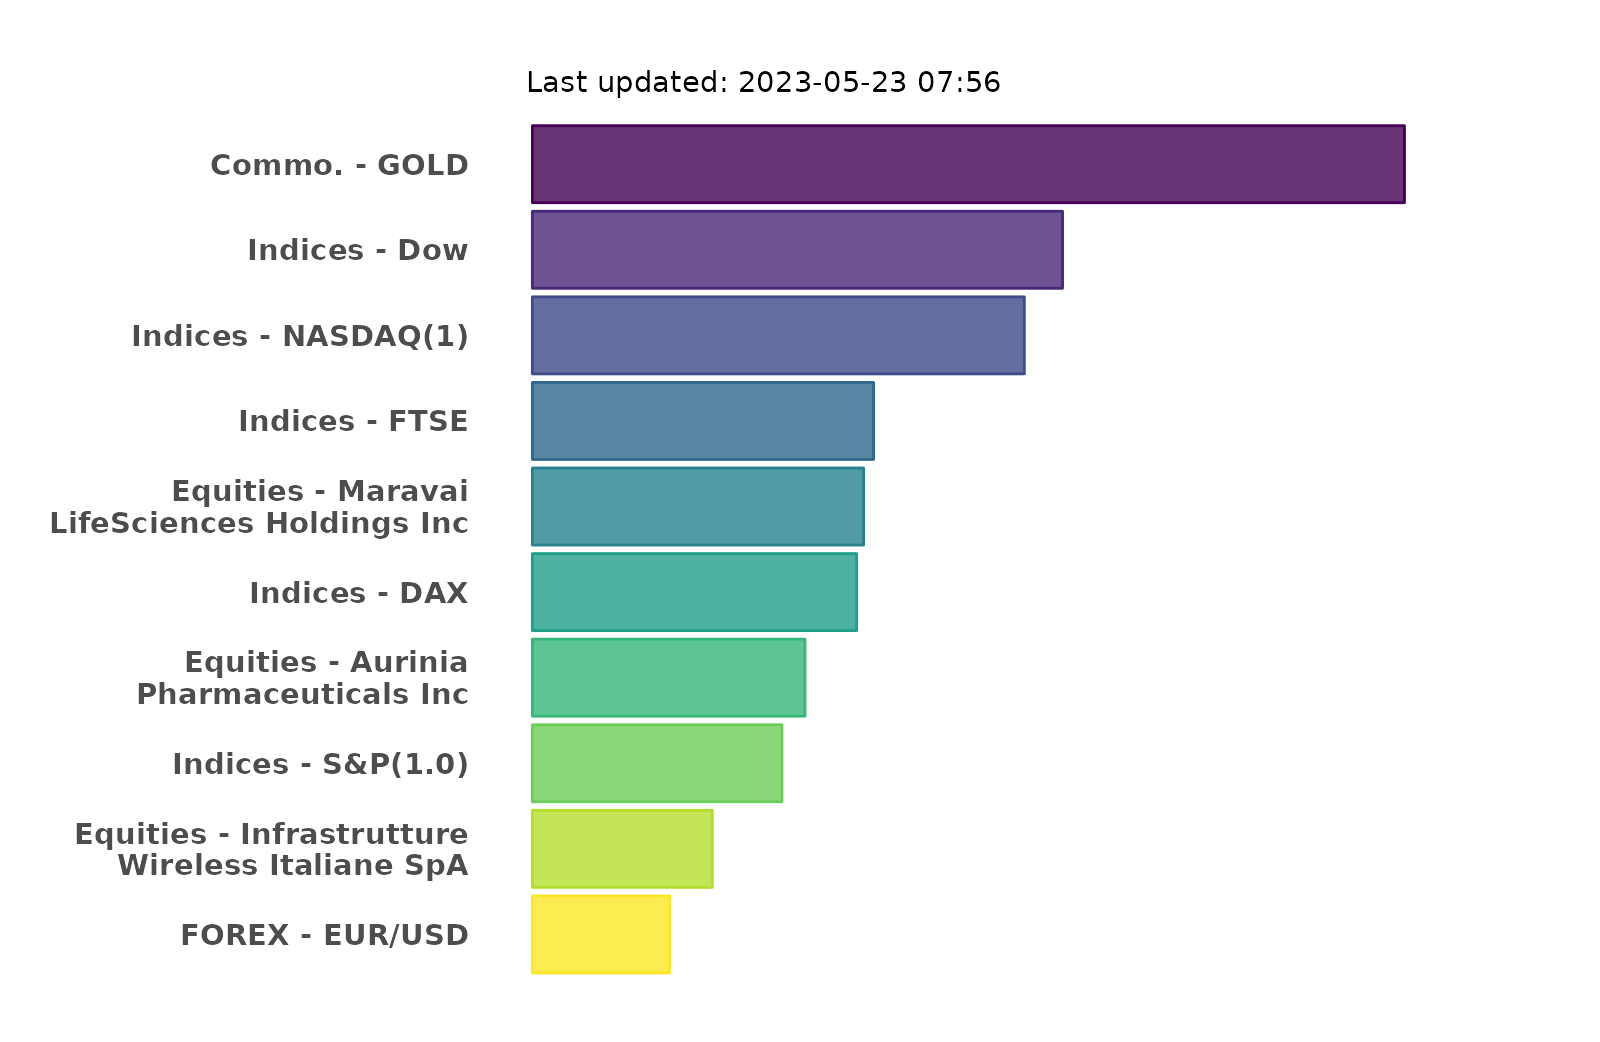 Last updated: 2023-05-23 07:56
Commo. - GOLD
Indices - Dow
Indices - NASDAQ(1)
Indices - FTSE
Equities - Maravai
LifeSciences Holdings Inc
Indices - DAX
Equities - Aurinia
Pharmaceuticals Inc
Indices - S&P(1.0)
Equities - Infrastrutture
Wireless Italiane SpA
FOREX - EUR/USD